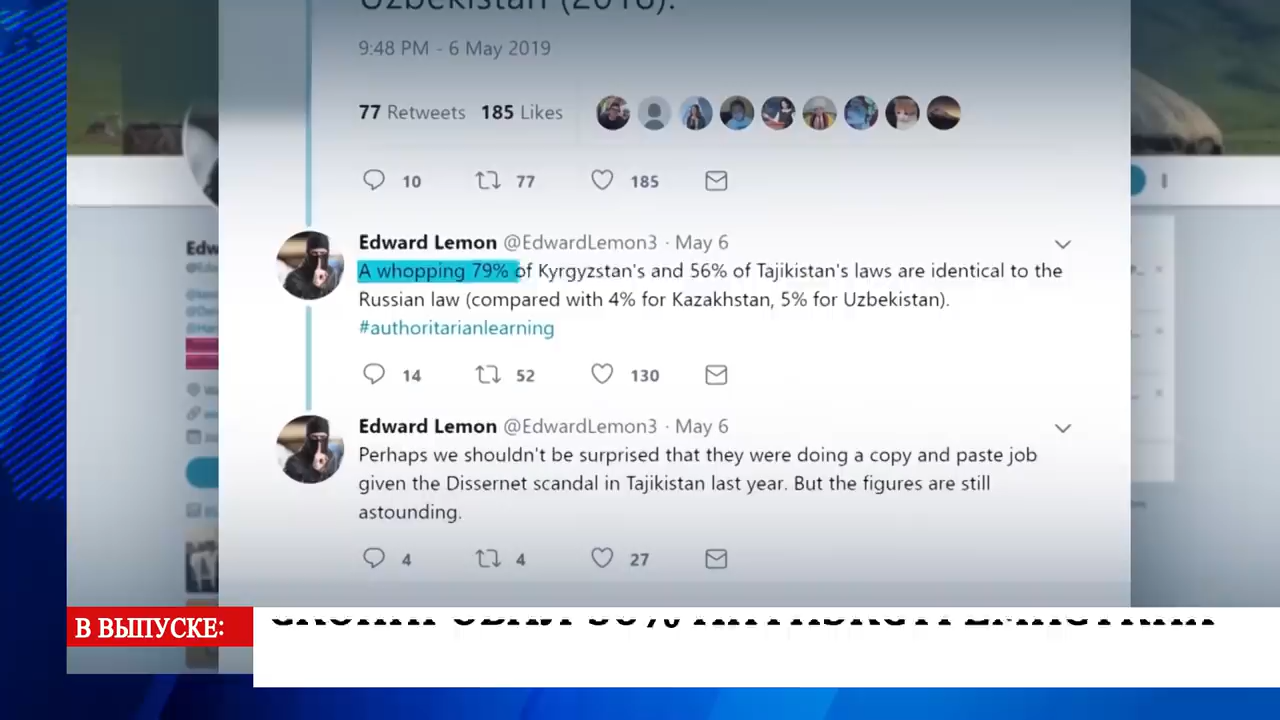 Uzbekistan (2016).
9:48 PM - 6 May 2019
77 Retweets 185 Likes
10 77 185
Edward Lemon @EdwardLemon3 · May 6
A whopping 79% of Kyrgyzstan's and 56% of Tajikistan's laws are identical to the
Russian law (compared with 4% for Kazakhstan, 5% for Uzbekistan).
#authoritarianlearning
14 52 130
Edward Lemon @EdwardLemon3 · May 6
Perhaps we shouldn't be surprised that they were doing a copy and paste job
given the Dissernet scandal in Tajikistan last year. But the figures are still
astounding.
4 4 27
В ВЫПУСКЕ: